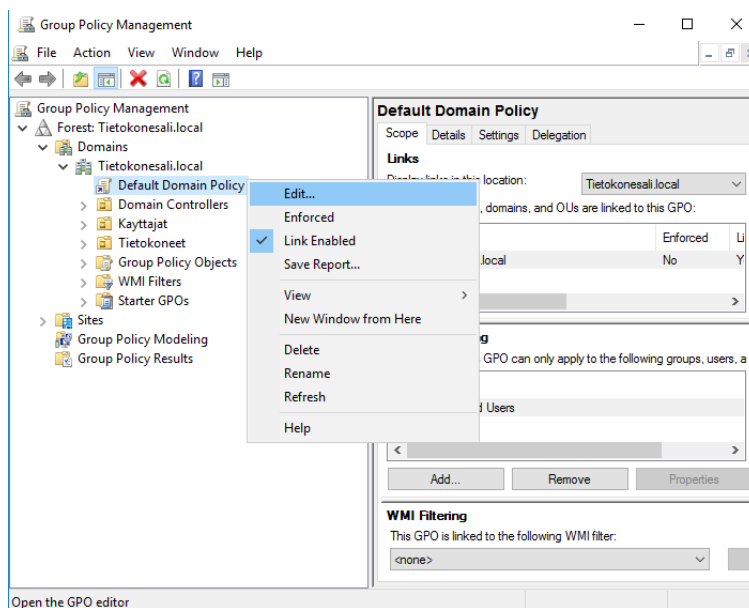 Group Policy Management
File Action View Window Help
Group Policy Management
Forest: Tietokonesali.local
Domains
Tietokonesali.local
Default Domain Policy
Domain Controllers
Kayttajat
Tietokoneet
Group Policy Objects
WMI Filters
Starter GPOs
Sites
Group Policy Modeling
Group Policy Results
Edit...
Enforced
Link Enabled
Save Report...
View
New Window from Here
Delete
Rename
Refresh
Help
Default Domain Policy
Scope Details Settings Delegation
Links
Display links in this location: Tietokonesali.local
, domains, and OUs are linked to this GPO:
Enforced Li
.local No Y
GPO can only apply to the following groups, users, a
Users
Add... Remove Properties
WMI Filtering
This GPO is linked to the following WMI filter:
<none>
Open the GPO editor